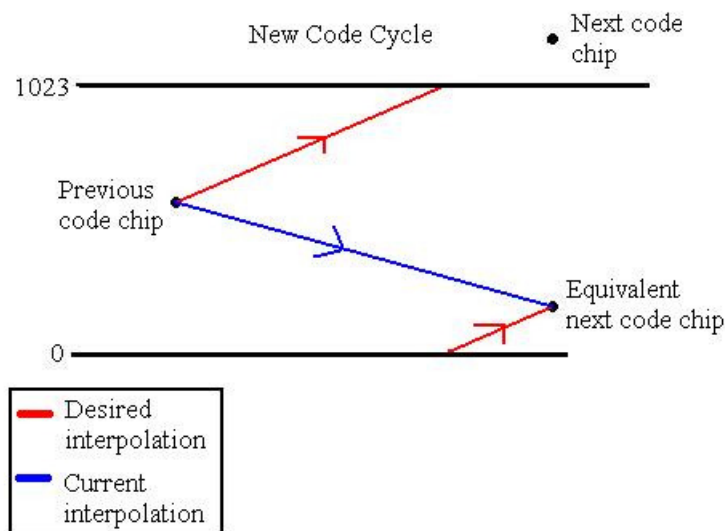 New Code Cycle
Next code
chip
1023
Previous
code chip
Equivalent
next code chip
0
Desired
interpolation
Current
interpolation